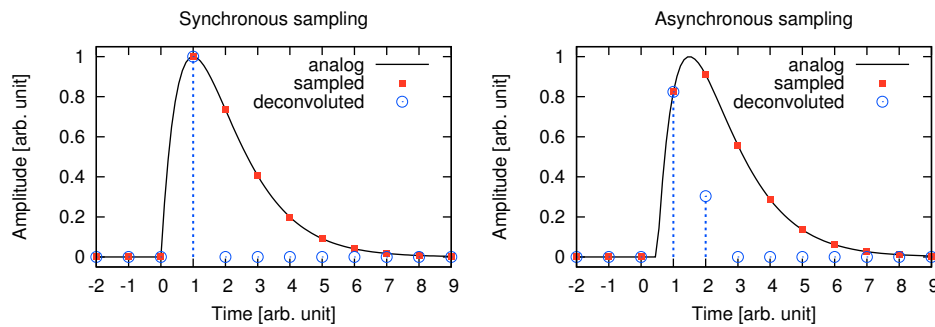 Synchronous sampling
Amplitude [arb. unit]
1
0.8
0.6
0.4
0.2
0
analog
sampled
deconvoluted
-2 -1 0 1 2 3 4 5 6 7 8 9
Time [arb. unit]
Asynchronous sampling
Amplitude [arb. unit]
1
0.8
0.6
0.4
0.2
0
analog
sampled
deconvoluted
-2 -1 0 1 2 3 4 5 6 7 8 9
Time [arb. unit]